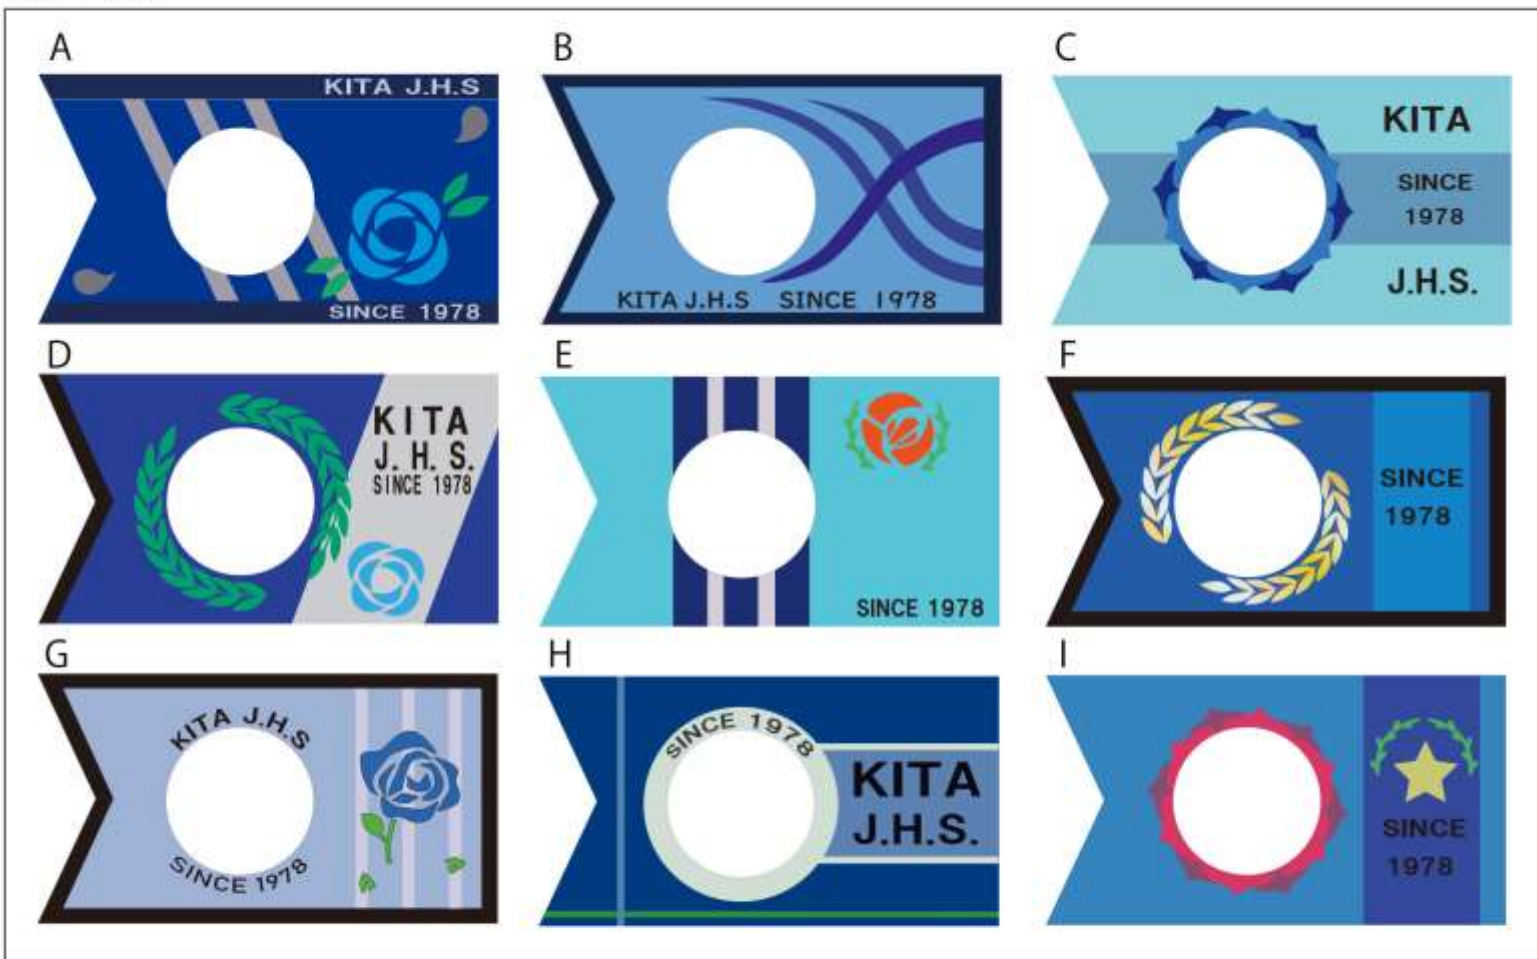 A
KITA J.H.S
SINCE 1978
B
KITA J.H.S SINCE 1978
C
KITA
SINCE
1978
J.H.S.
D
KITA
J. H. S.
SINCE 1978
E
SINCE 1978
F
SINCE
1978
G
KITA J.H.S
SINCE 1978
H
SINCE 1978
KITA
J.H.S.
I
SINCE
1978